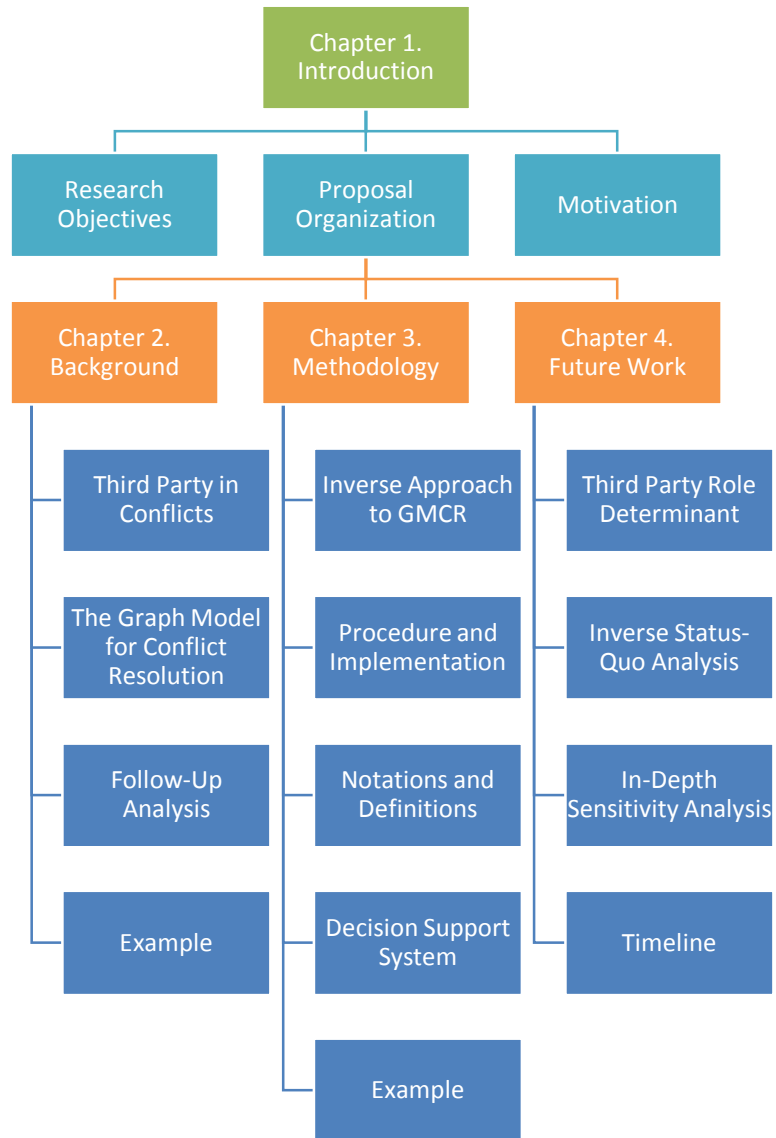 Chapter 1.
Introduction
Research
Objectives
Proposal
Organization
Motivation
Chapter 2.
Background
Chapter 3.
Methodology
Chapter 4.
Future Work
Third Party in
Conflicts
Inverse Approach
to GMCR
Third Party Role
Determinant
The Graph Model
for Conflict
Resolution
Procedure and
Implementation
Inverse Status-
Quo Analysis
Follow-Up
Analysis
Notations and
Definitions
In-Depth
Sensitivity Analysis
Example
Decision Support
System
Timeline
Example